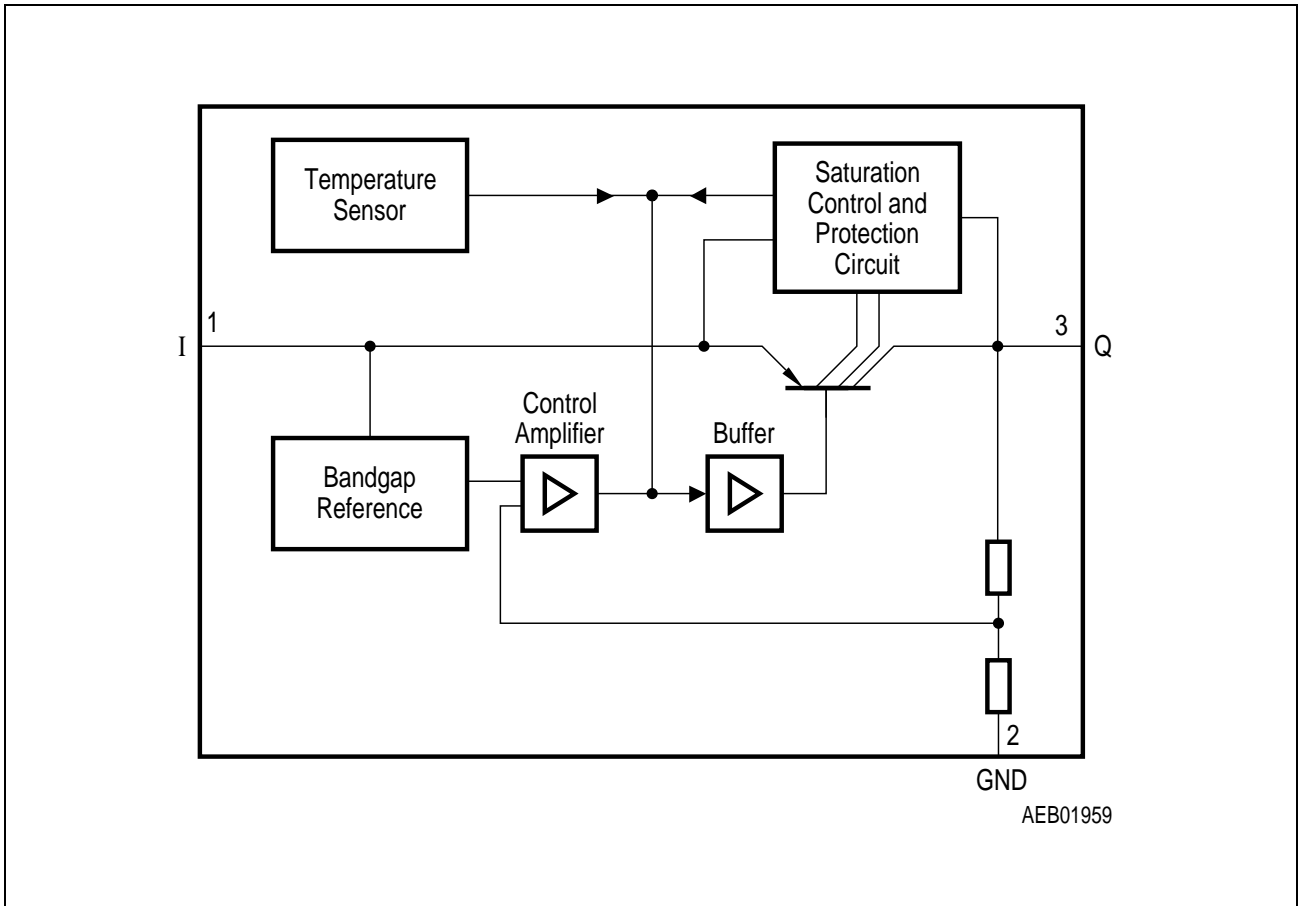 Temperature
Sensor
Saturation
Control and
Protection
Circuit
1
I
3
Q
Control
Amplifier
Buffer
Bandgap
Reference
2
GND
AEB01959